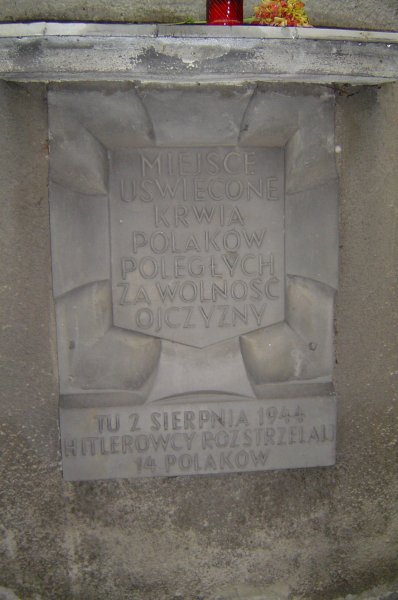 MIEJSCE
UŚWIĘCONE
KRWIĄ
POLAKÓW
POLEGŁYCH
ZA WOLNOŚĆ
OJCZYZNY
TU 2 SIERPNIA 1944
HITLEROWCY ROZSTRZELALI
14 POLAKÓW